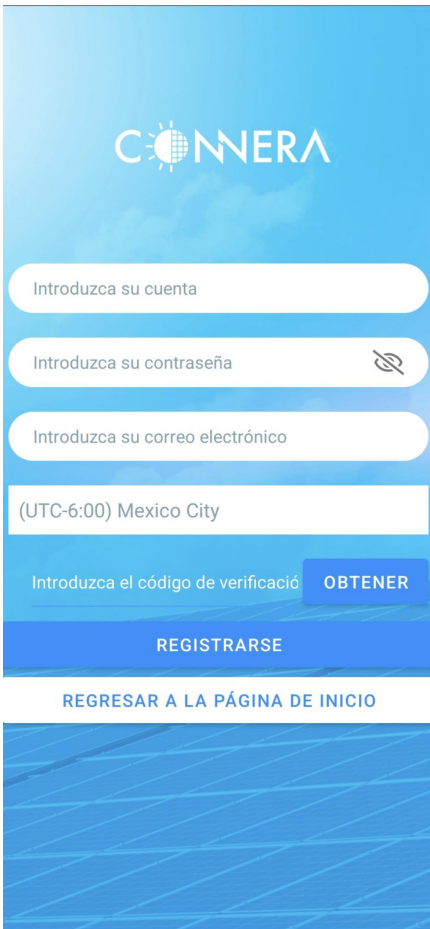 CONNERA
Introduzca su cuenta
Introduzca su contraseña
Introduzca su correo electrónico
(UTC-6:00) Mexico City
Introduzca el código de verificació
OBTENER
REGISTRARSE
REGRESAR A LA PÁGINA DE INICIO